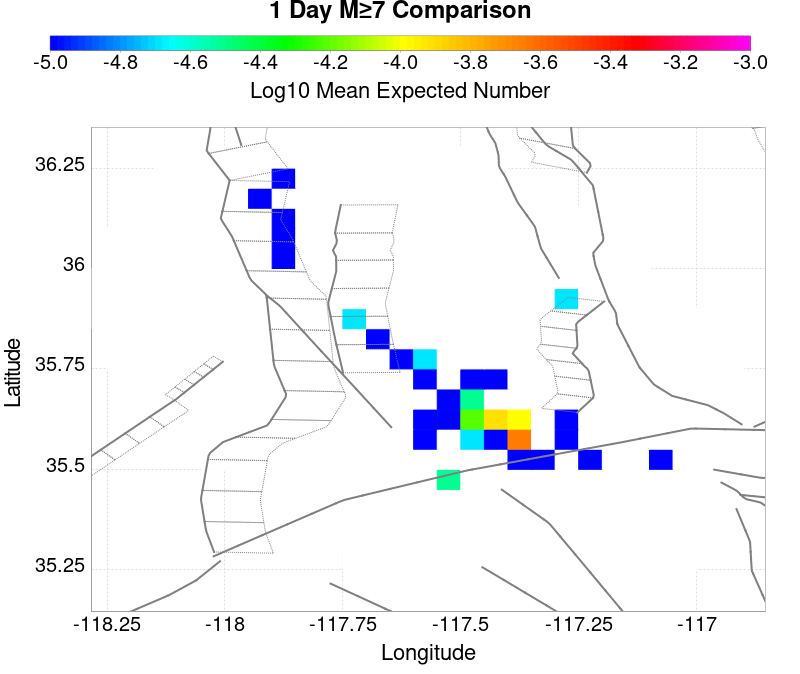 1 Day M≥7 Comparison
-5.0 -4.8 -4.6 -4.4 -4.2 -4.0 -3.8 -3.6 -3.4 -3.2 -3.0
Log10 Mean Expected Number
36.25
36
35.75
35.5
35.25
Latitude
-118.25 -118 -117.75 -117.5 -117.25 -117
Longitude